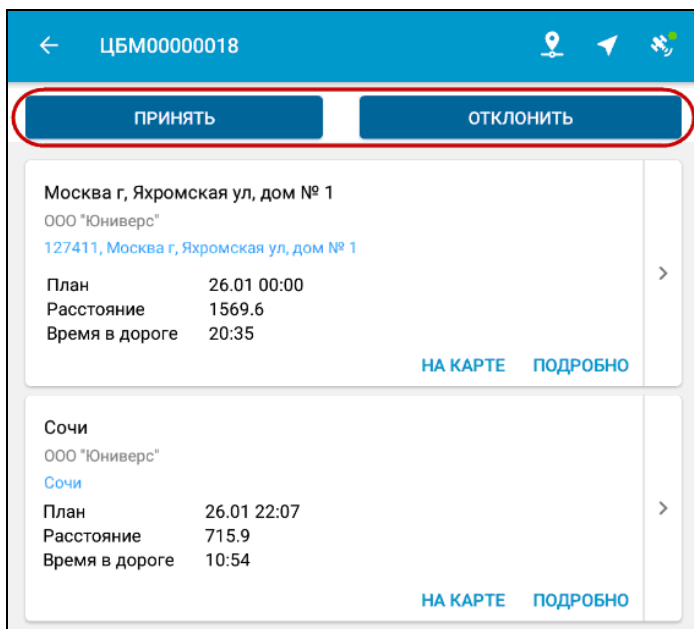 ЦБМ00000018
ПРИНЯТЬ ОТКЛОНИТЬ
Москва г, Яхромская ул, дом № 1
ООО "Юниверс"
127411, Москва г, Яхромская ул, дом № 1
План 26.01 00:00
Расстояние 1569.6
Время в дороге 20:35
НА КАРТЕ ПОДРОБНО
Сочи
ООО "Юниверс"
Сочи
План 26.01 22:07
Расстояние 715.9
Время в дороге 10:54
НА КАРТЕ ПОДРОБНО